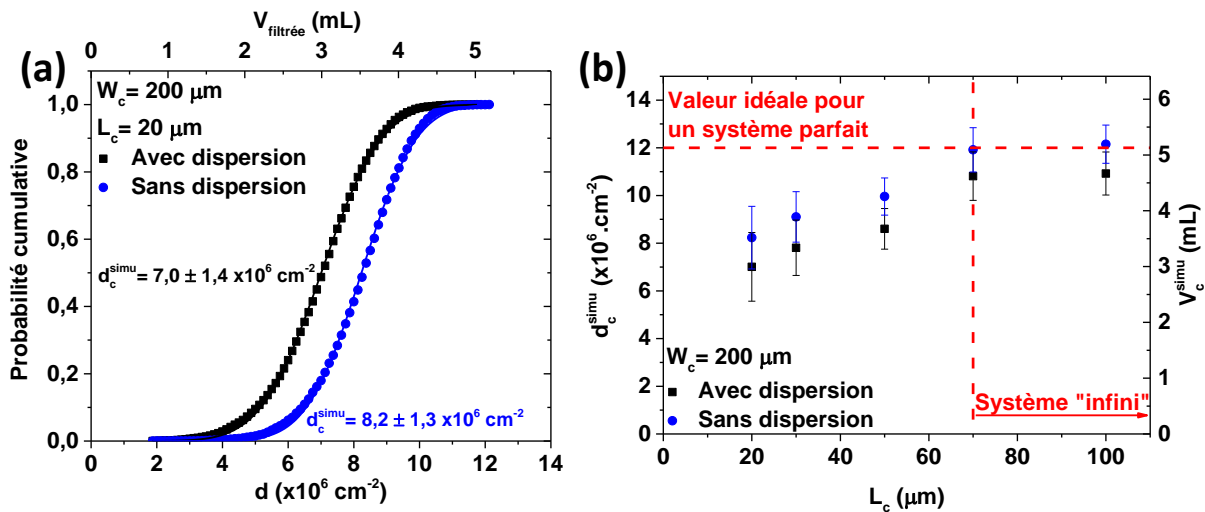 V_filtrée (mL)
0 1 2 3 4 5
(a)
W_c = 200 µm
L_c = 20 µm
Avec dispersion
Sans dispersion
d_c^simu = 7,0 ± 1,4 x10^6 cm^-2
d_c^simu = 8,2 ± 1,3 x10^6 cm^-2
Probabilité cumulative
1,0
0,8
0,6
0,4
0,2
0,0
0 2 4 6 8 10 12 14
d (x10^6 cm^-2)
(b)
Valeur idéale pour
un système parfait
W_c = 200 µm
Avec dispersion
Sans dispersion
Système "infini"
d_c^simu (x10^6.cm^-2)
14
12
10
8
6
4
2
0
0 20 40 60 80 100
L_c (µm)
6
5
4
3
2
1
0
V_c^simu (mL)